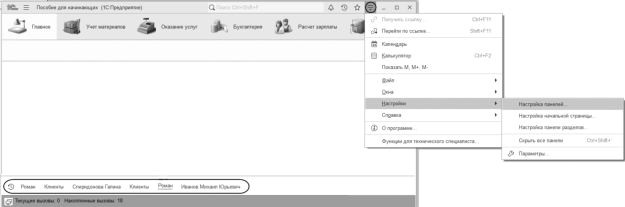 Пособие для начинающих (1С:Предприятие)
Поиск Ctrl+Shift+F
Главное
Учет материалов
Оказание услуг
Бухгалтерия
Расчет зарплаты
Получить ссылку Ctrl+F11
Перейти по ссылке... Shift+F11
Календарь
Калькулятор Ctrl+F2
Показать M, M+, M-
Файл
Окна
Настройки
Справка
О программе...
Функции для технического специалиста...
Настройка панелей...
Настройка начальной страницы...
Настройка панели разделов...
Скрыть все панели
Параметры...
Роман Клиенты Спиридонова Галина Клиенты Роман Иванов Михаил Юрьевич
Текущие вызовы: 0 Накопленные вызовы: 18